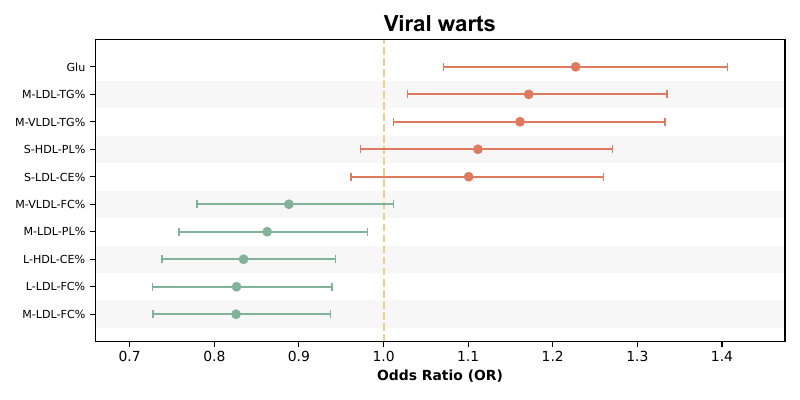 Viral warts
Glu
M-LDL-TG%
M-VLDL-TG%
S-HDL-PL%
S-LDL-CE%
M-VLDL-FC%
M-LDL-PL%
L-HDL-CE%
L-LDL-FC%
M-LDL-FC%
0.7 0.8 0.9 1.0 1.1 1.2 1.3 1.4
Odds Ratio (OR)